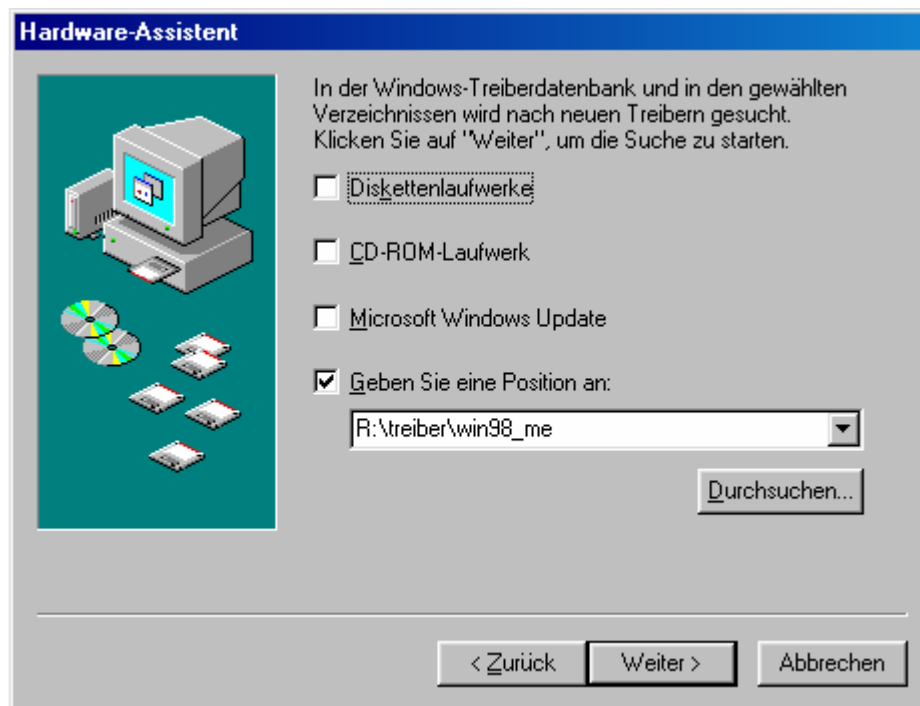 Hardware-Assistent
In der Windows-Treiberdatenbank und in den gewählten
Verzeichnissen wird nach neuen Treibern gesucht.
Klicken Sie auf "Weiter", um die Suche zu starten.
Diskettenlaufwerke
CD-ROM-Laufwerk
Microsoft Windows Update
Geben Sie eine Position an:
R:\treiber\win98_me
Durchsuchen...
< Zurück Weiter > Abbrechen